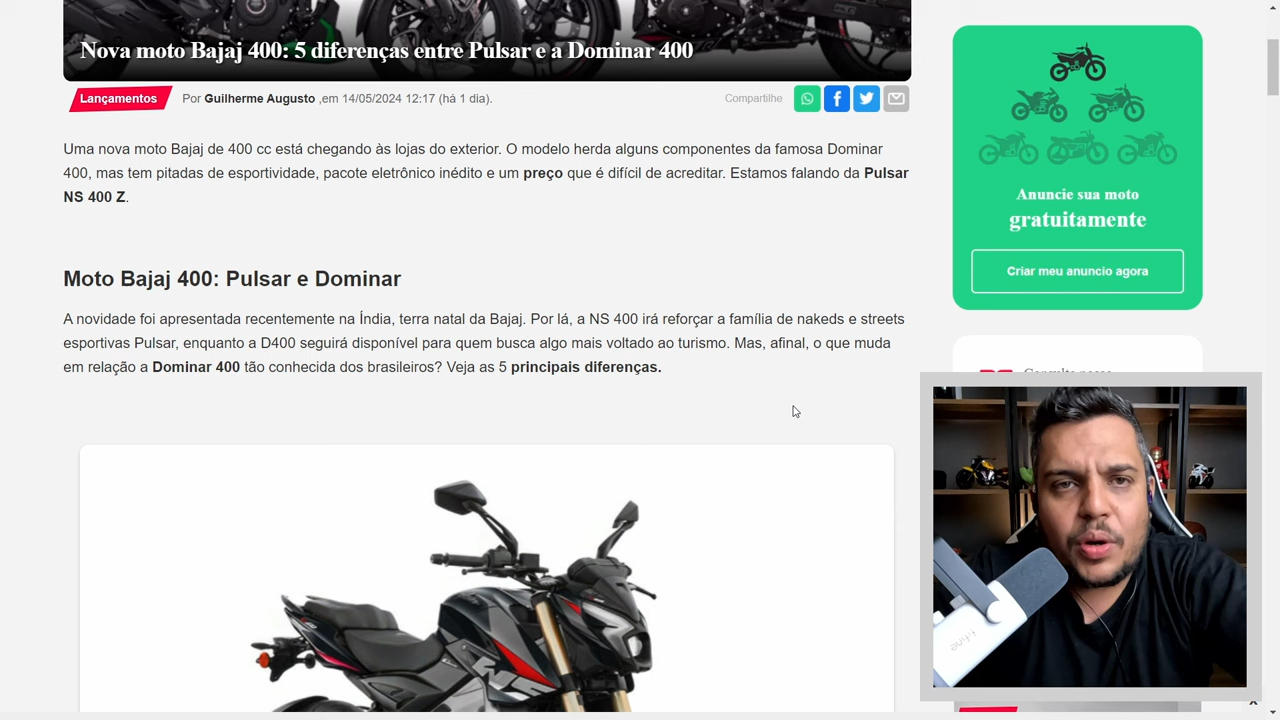 Nova moto Bajaj 400: 5 diferenças entre Pulsar e a Dominar 400
Lançamentos
Por Guilherme Augusto ,em 14/05/2024 12:17 (há 1 dia).
Compartilhe
Uma nova moto Bajaj de 400 cc está chegando às lojas do exterior. O modelo herda alguns componentes da famosa Dominar
400, mas tem pitadas de esportividade, pacote eletrônico inédito e um preço que é difícil de acreditar. Estamos falando da Pulsar
NS 400 Z.
Moto Bajaj 400: Pulsar e Dominar
A novidade foi apresentada recentemente na Índia, terra natal da Bajaj. Por lá, a NS 400 irá reforçar a família de nakeds e streets
esportivas Pulsar, enquanto a D400 seguirá disponível para quem busca algo mais voltado ao turismo. Mas, afinal, o que muda
em relação a Dominar 400 tão conhecida dos brasileiros? Veja as 5 principais diferenças.
NS
Anuncie sua moto
gratuitamente
Criar meu anuncio agora
fifine